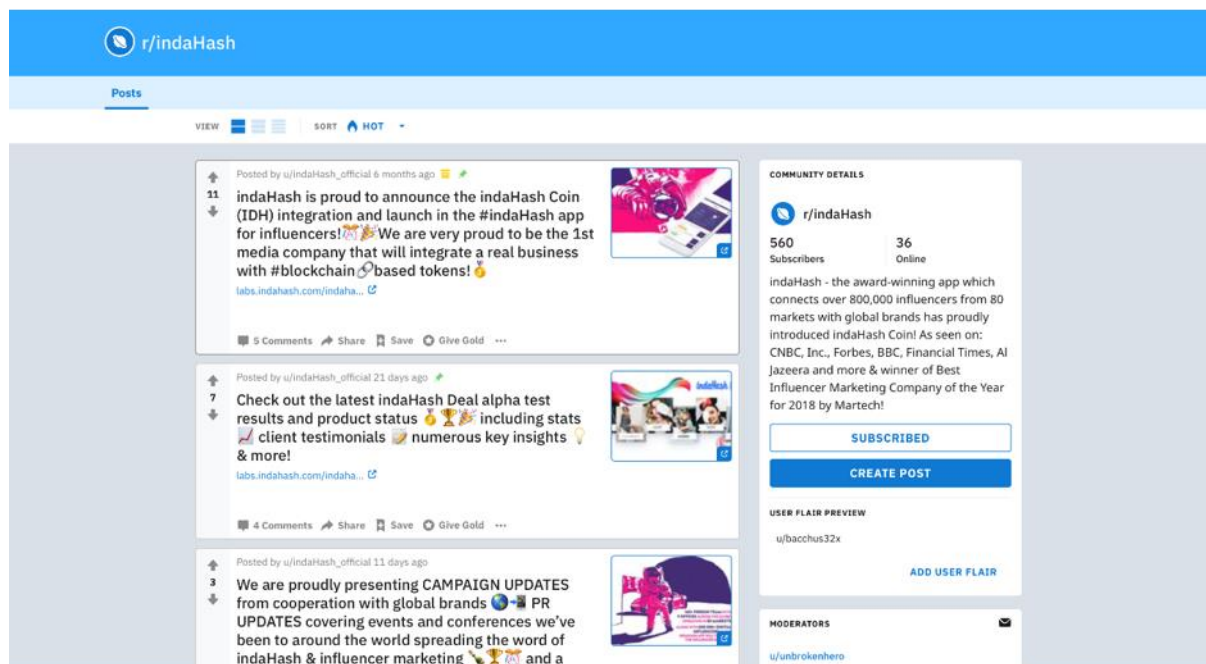 r/indaHash
Posts
VIEW SORT HOT
Posted by u/indaHash_official 6 months ago
11
indaHash is proud to announce the indaHash Coin
(IDH) integration and launch in the #indaHash app
for influencers!🎊🎉We are very proud to be the 1st
media company that will integrate a real business
with #blockchain🔗based tokens!🏅
labs.indahash.com/indaha...
5 Comments Share Save Give Gold ...
Posted by u/indaHash_official 21 days ago
7
Check out the latest indaHash Deal alpha test
results and product status 🏅🏆🎉 including stats
📈 client testimonials 📝 numerous key insights 💡
& more!
labs.indahash.com/indaha...
4 Comments Share Save Give Gold ...
Posted by u/indaHash_official 11 days ago
3
We are proudly presenting CAMPAIGN UPDATES
from cooperation with global brands 🌎📲 PR
UPDATES covering events and conferences we've
been to around the world spreading the word of
indaHash & influencer marketing 🍾🏆🎊 and a
COMMUNITY DETAILS
r/indaHash
560 36
Subscribers Online
indaHash - the award-winning app which
connects over 800,000 influencers from 80
markets with global brands has proudly
introduced indaHash Coin! As seen on:
CNBC, Inc., Forbes, BBC, Financial Times, Al
Jazeera and more & winner of Best
Influencer Marketing Company of the Year
for 2018 by Martech!
SUBSCRIBED
CREATE POST
USER FLAIR PREVIEW
u/bacchus32x
ADD USER FLAIR
MODERATORS
u/unbrokenhero